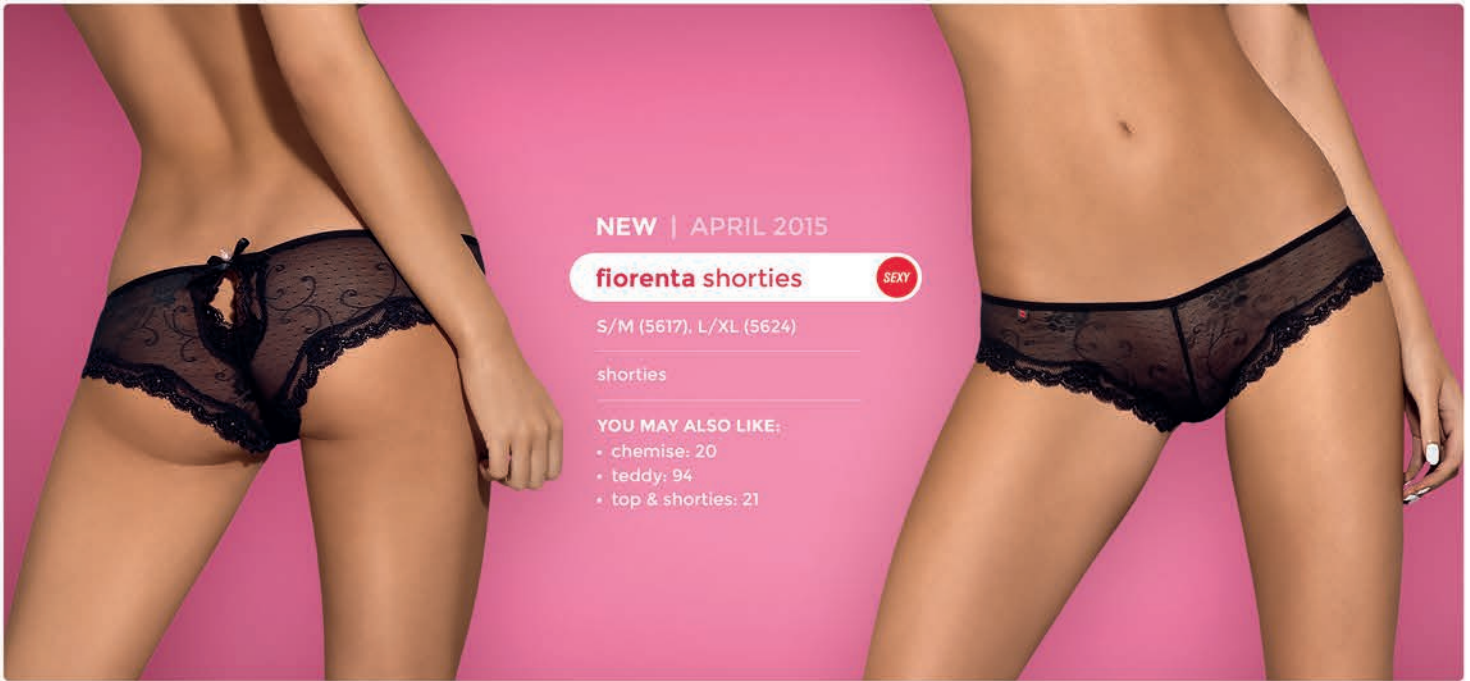 NEW | APRIL 2015
fiorenta shorties SEXY
S/M (5617), L/XL (5624)
shorties
YOU MAY ALSO LIKE:
• chemise: 20
• teddy: 94
• top & shorties: 21